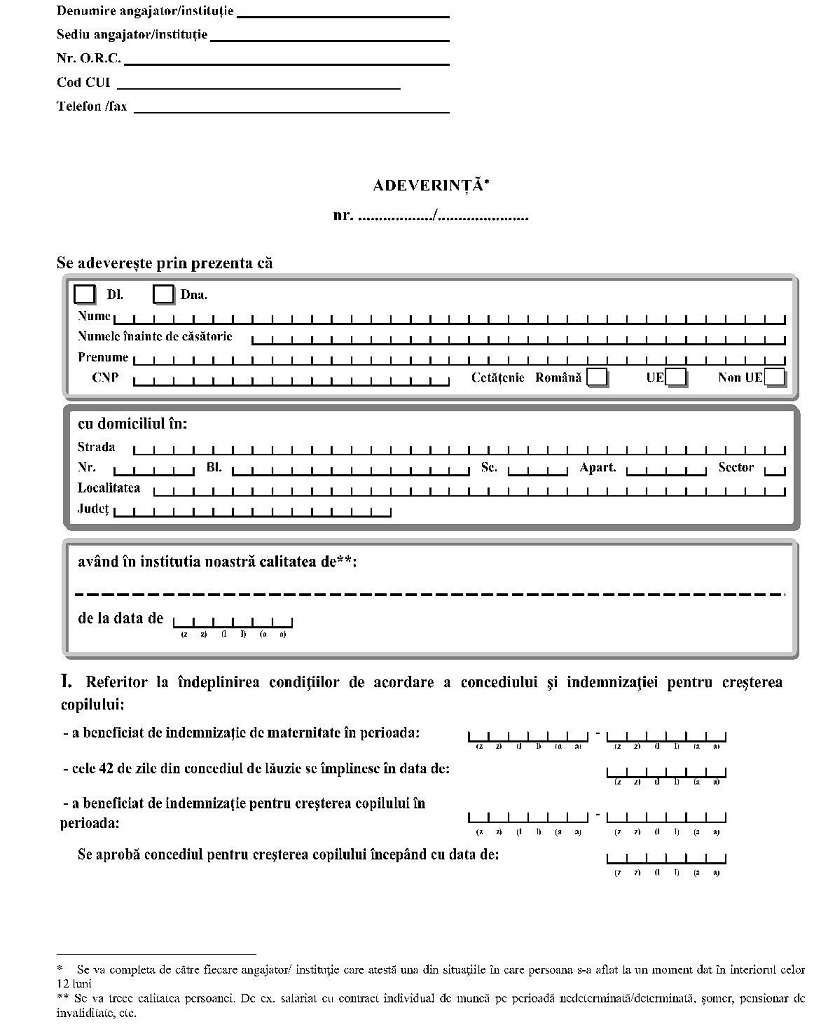 Denumire angajator/instituție
Sediu angajator/instituție
Nr. O.R.C.
Cod CUI
Telefon /fax
ADEVERINȚĂ*
nr. ................../......................
Se adeverește prin prezenta că
Dl. Dna.
Nume
Numele înainte de căsătorie
Prenume
CNP Cetățenie Română UE Non UE
cu domiciliul în:
Strada
Nr. Bl. Sc. Apart. Sector
Localitatea
Județ
având în institutia noastră calitatea de**:
de la data de
(z z) (l l) (a a)
I. Referitor la îndeplinirea condițiilor de acordare a concediului și indemnizației pentru creșterea
copilului:
- a beneficiat de indemnizație de maternitate în perioada: -
(z z) (l l) (a a) (z z) (l l) (a a)
- cele 42 de zile din concediul de lăuzie se împlinesc în data de:
(z z) (l l) (a a)
- a beneficiat de indemnizație pentru creșterea copilului în
perioada: -
(z z) (l l) (a a) (z z) (l l) (a a)
Se aprobă concediul pentru creșterea copilului începând cu data de:
(z z) (l l) (a a)
* Se va completa de către fiecare angajator/ instituție care atestă una din situațiile în care persoana s-a aflat la un moment dat în interiorul celor
12 luni
** Se va trece calitatea persoanei. De ex. salariat cu contract individual de muncă pe perioadă nedeterminată/determinată, șomer, pensionar de
invaliditate, etc.